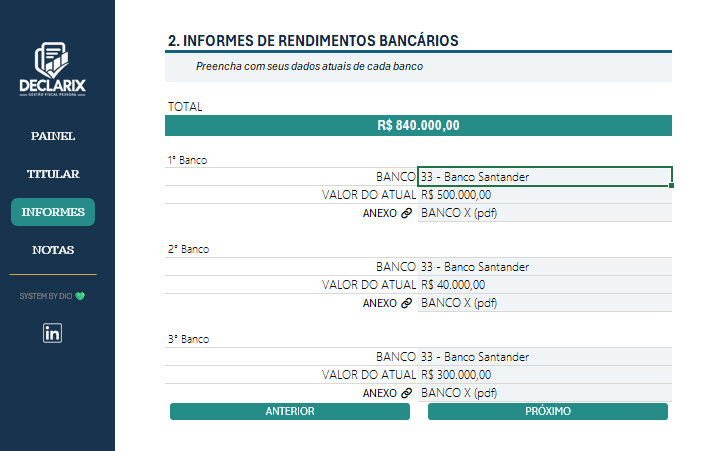 DECLARIX
GESTÃO FISCAL PESSOAL
PAINEL
TITULAR
INFORMES
NOTAS
SYSTEM BY DIO 💚
in
2. INFORMES DE RENDIMENTOS BANCÁRIOS
Preencha com seus dados atuais de cada banco
TOTAL
R$ 840.000,00
1° Banco
BANCO 33 - Banco Santander
VALOR DO ATUAL R$ 500.000,00
ANEXO 🔗 BANCO X (pdf)
2° Banco
BANCO 33 - Banco Santander
VALOR DO ATUAL R$ 40.000,00
ANEXO 🔗 BANCO X (pdf)
3° Banco
BANCO 33 - Banco Santander
VALOR DO ATUAL R$ 300.000,00
ANEXO 🔗 BANCO X (pdf)
ANTERIOR PRÓXIMO